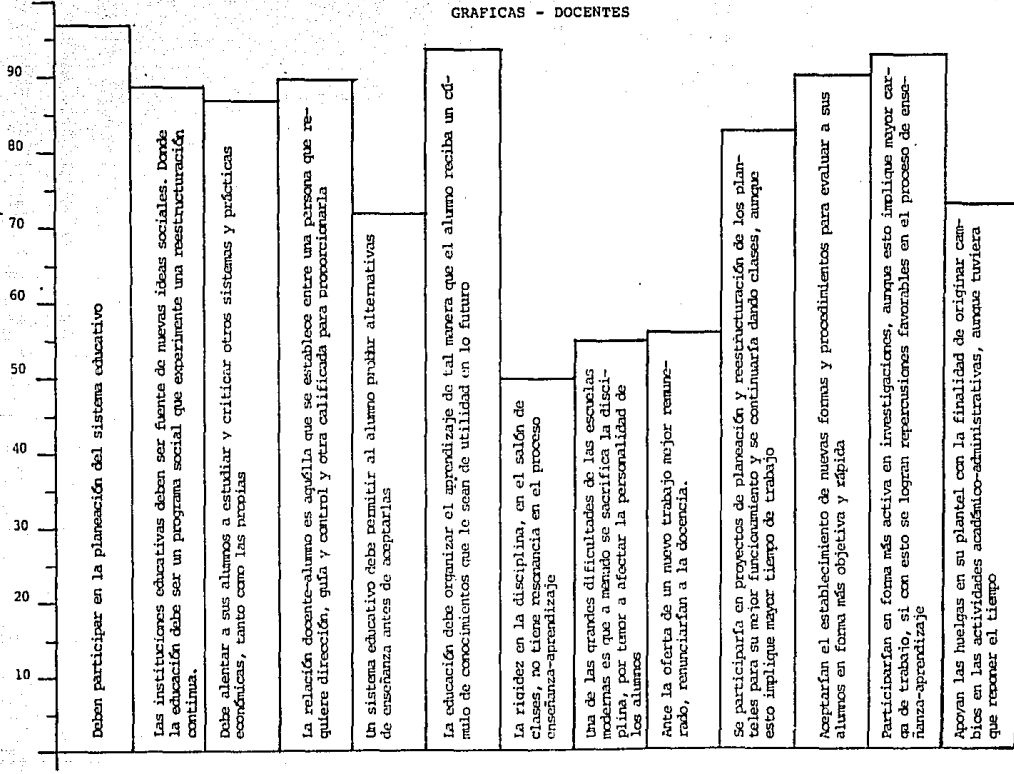 GRAFICAS - DOCENTES
90
80
70
60
50
40
30
20
10
Deben participar en la planeación del sistema educativo
Las instituciones educativas deben ser fuente de nuevas ideas sociales. Donde
la educación debe ser un programa social que experimente una reestructuración
continua.
Debe alentar a sus alumnos a estudiar y criticar otros sistemas y prácticas
económicas, tanto como las propias
La relación docente-alumno es aquélla que se establece entre una persona que re-
quiere dirección, guía y control y otra calificada para proporcionarla
Un sistema educativo debe permitir al alumno probar alternativas
de enseñanza antes de aceptarlas
La educación debe organizar el aprendizaje de tal manera que el alumno reciba un cú-
mulo de conocimientos que le sean de utilidad en lo futuro
La rigidez en la disciplina, en el salón de
clases, no tiene resonancia en el proceso
enseñanza-aprendizaje
Una de las grandes dificultades de las escuelas
modernas es que a menudo se sacrifica la disci-
plina, por temor a afectar la personalidad de
los alumnos
Ante la oferta de un nuevo trabajo mejor remune-
rado, renunciarían a la docencia.
Se participaría en proyectos de planeación y reestructuración de los plan-
teles para su mejor funcionamiento y se continuaría dando clases, aunque
esto implique mayor tiempo de trabajo
Aceptarían el establecimiento de nuevas formas y procedimientos para evaluar a sus
alumnos en forma más objetiva y rápida
Participarían en forma más activa en investigaciones, aunque esto implique mayor car-
ga de trabajo, si con esto se logran repercusiones favorables en el proceso de ense-
ñanza-aprendizaje
Apoyan las huelgas en su plantel con la finalidad de originar cam-
bios en las actividades académico-administrativas, aunque tuviera
que reponer el tiempo